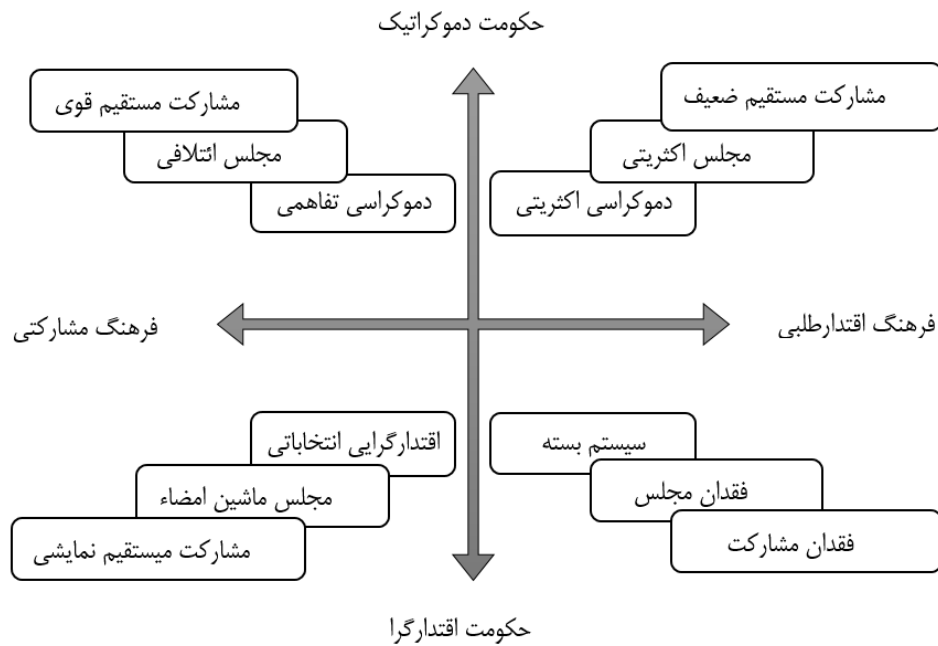 حکومت دموکراتیک
مشارکت مستقیم ضعیف
مجلس اکثریتی
دموکراسی اکثریتی
مشارکت مستقیم قوی
مجلس ائتلافی
دموکراسی تفاهمی
فرهنگ اقتدارطلبی
فرهنگ مشارکتی
سیستم بسته
فقدان مجلس
فقدان مشارکت
اقتدارگرایی انتخاباتی
مجلس ماشین امضاء
مشارکت میستقیم نمایشی
حکومت اقتدارگرا